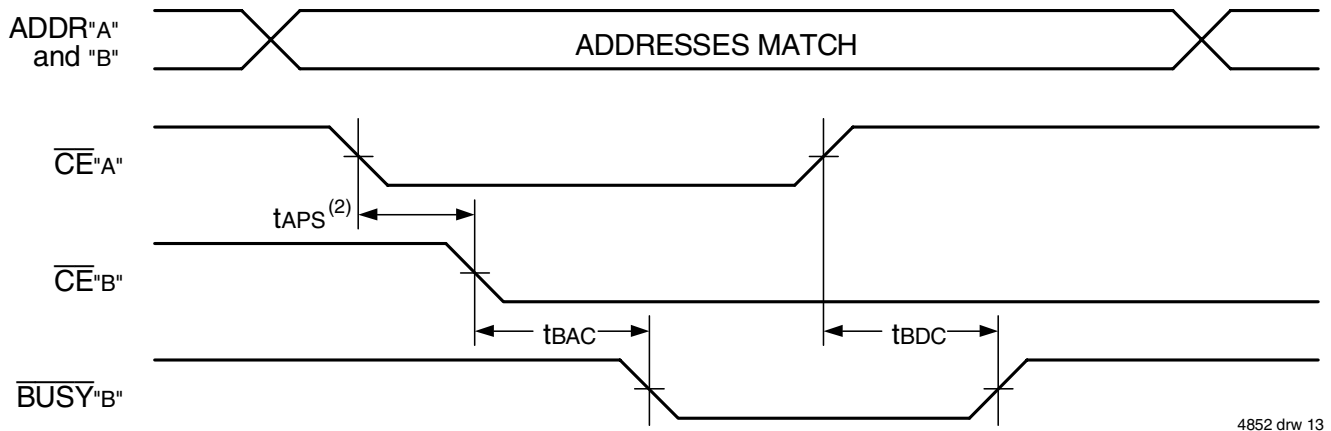 ADDR"A"
and "B"
ADDRESSES MATCH
CE"A"
tAPS(2)
CE"B"
tBAC
tBDC
BUSY"B"
4852 drw 13